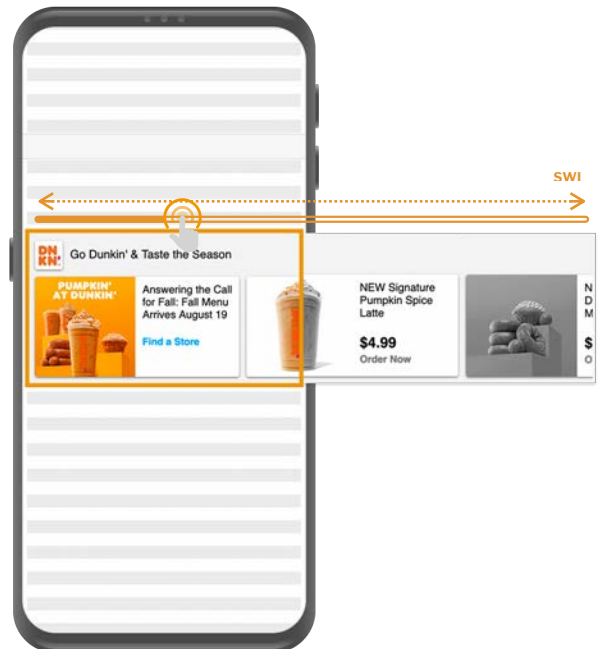 SWI
DN
KN'
Go Dunkin' & Taste the Season
PUMPKIN'
AT DUNKIN'
Answering the Call
for Fall: Fall Menu
Arrives August 19
Find a Store
NEW Signature
Pumpkin Spice
Latte
$4.99
Order Now
N
D
M
$
O